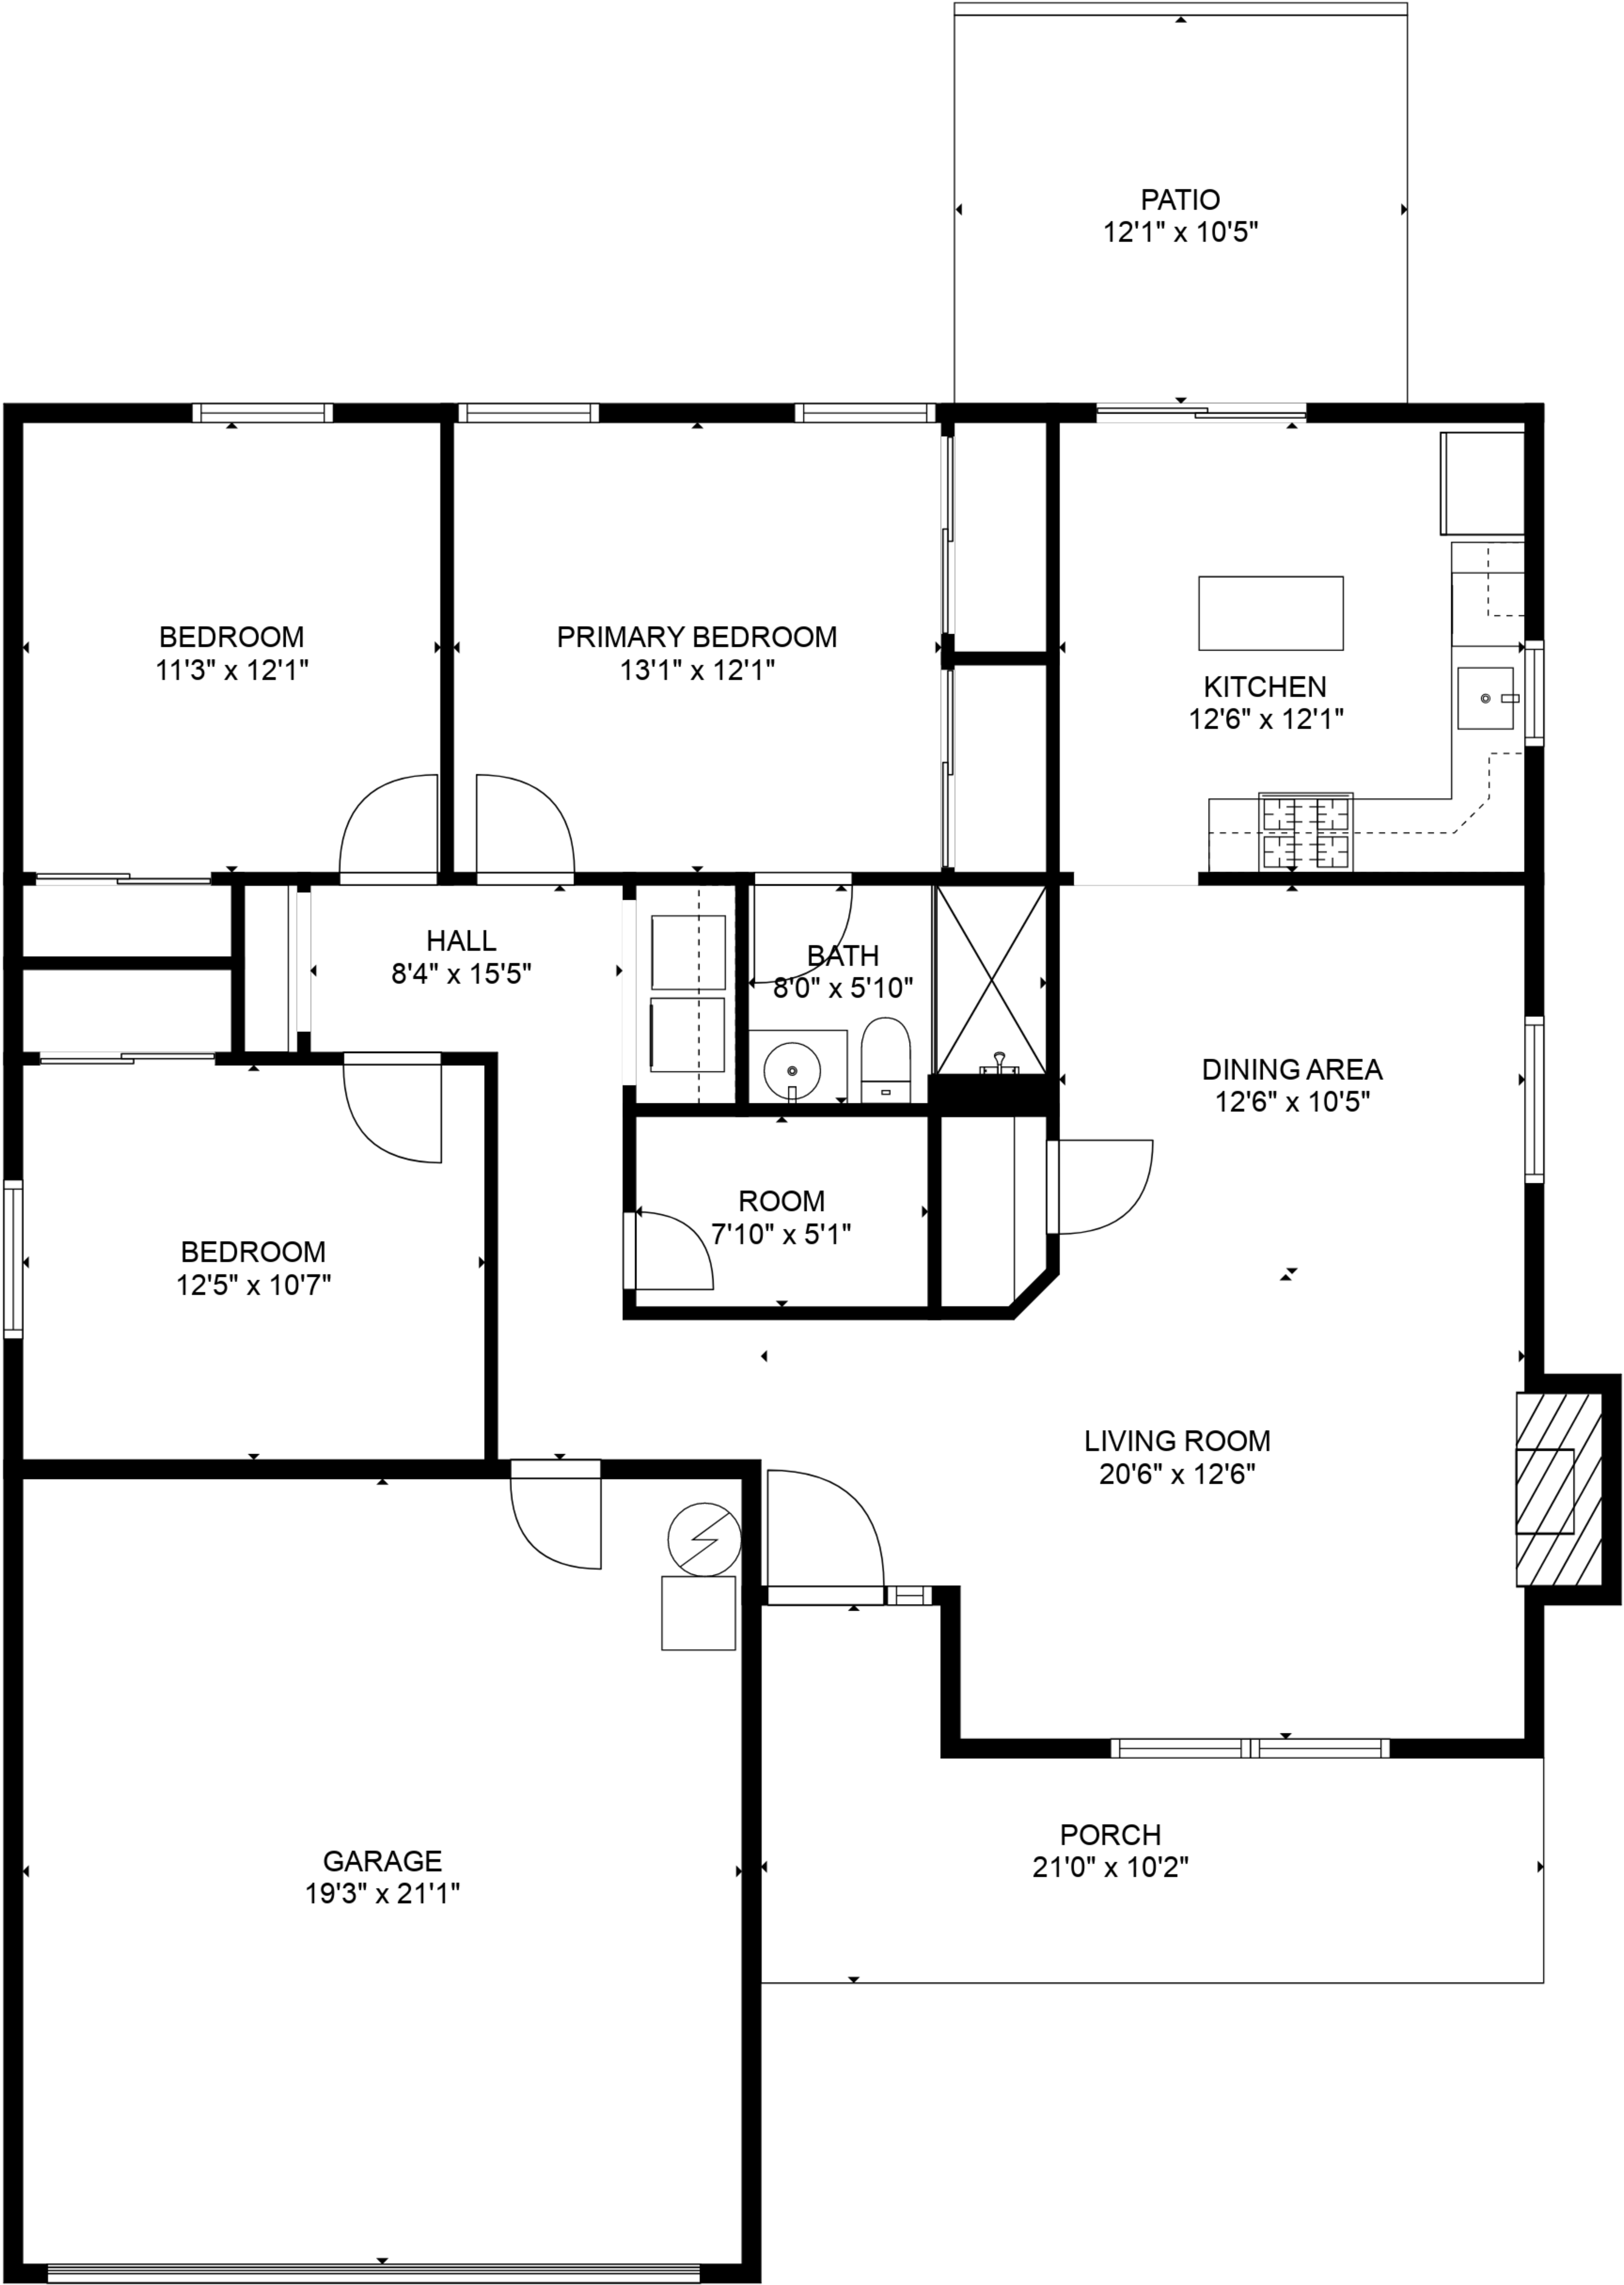 PATIO
12'1" x 10'5"
BEDROOM
11'3" x 12'1"
PRIMARY BEDROOM
13'1" x 12'1"
KITCHEN
12'6" x 12'1"
HALL
8'4" x 15'5"
BATH
8'0" x 5'10"
DINING AREA
12'6" x 10'5"
ROOM
7'10" x 5'1"
BEDROOM
12'5" x 10'7"
LIVING ROOM
20'6" x 12'6"
PORCH
21'0" x 10'2"
GARAGE
19'3" x 21'1"